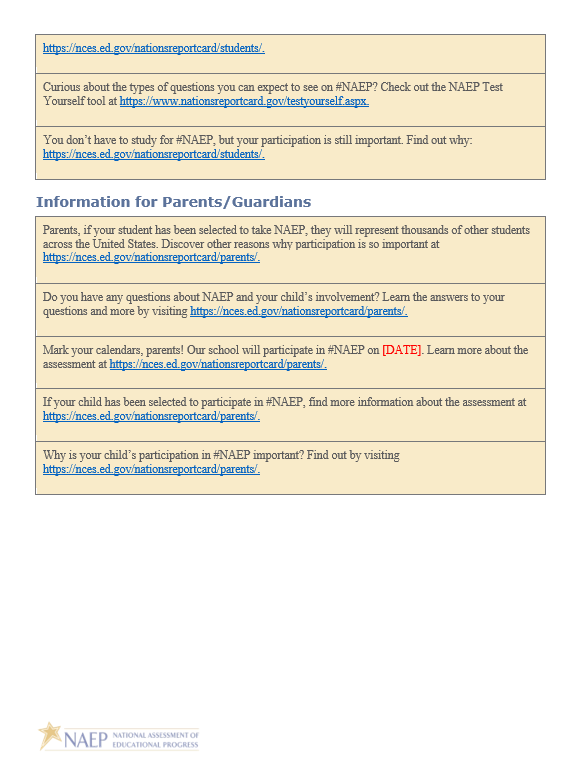 https://nces.ed.gov/nationsreportcard/students/.
Curious about the types of questions you can expect to see on #NAEP? Check out the NAEP Test
Yourself tool at https://www.nationsreportcard.gov/testyourself.aspx.
You don't have to study for #NAEP, but your participation is still important. Find out why:
https://nces.ed.gov/nationsreportcard/students/.
Information for Parents/Guardians
Parents, if your student has been selected to take NAEP, they will represent thousands of other students
across the United States. Discover other reasons why participation is so important at
https://nces.ed.gov/nationsreportcard/parents/.
Do you have any questions about NAEP and your child's involvement? Learn the answers to your
questions and more by visiting https://nces.ed.gov/nationsreportcard/parents/.
Mark your calendars, parents! Our school will participate in #NAEP on [DATE]. Learn more about the
assessment at https://nces.ed.gov/nationsreportcard/parents/.
If your child has been selected to participate in #NAEP, find more information about the assessment at
https://nces.ed.gov/nationsreportcard/parents/.
Why is your child's participation in #NAEP important? Find out by visiting
https://nces.ed.gov/nationsreportcard/parents/.
NAEP NATIONAL ASSESSMENT OF
EDUCATIONAL PROGRESS